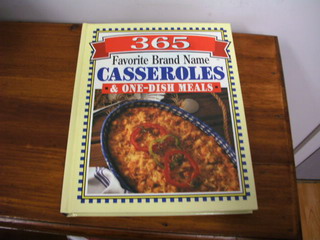 365
Favorite Brand Name
CASSEROLES
& ONE-DISH MEALS